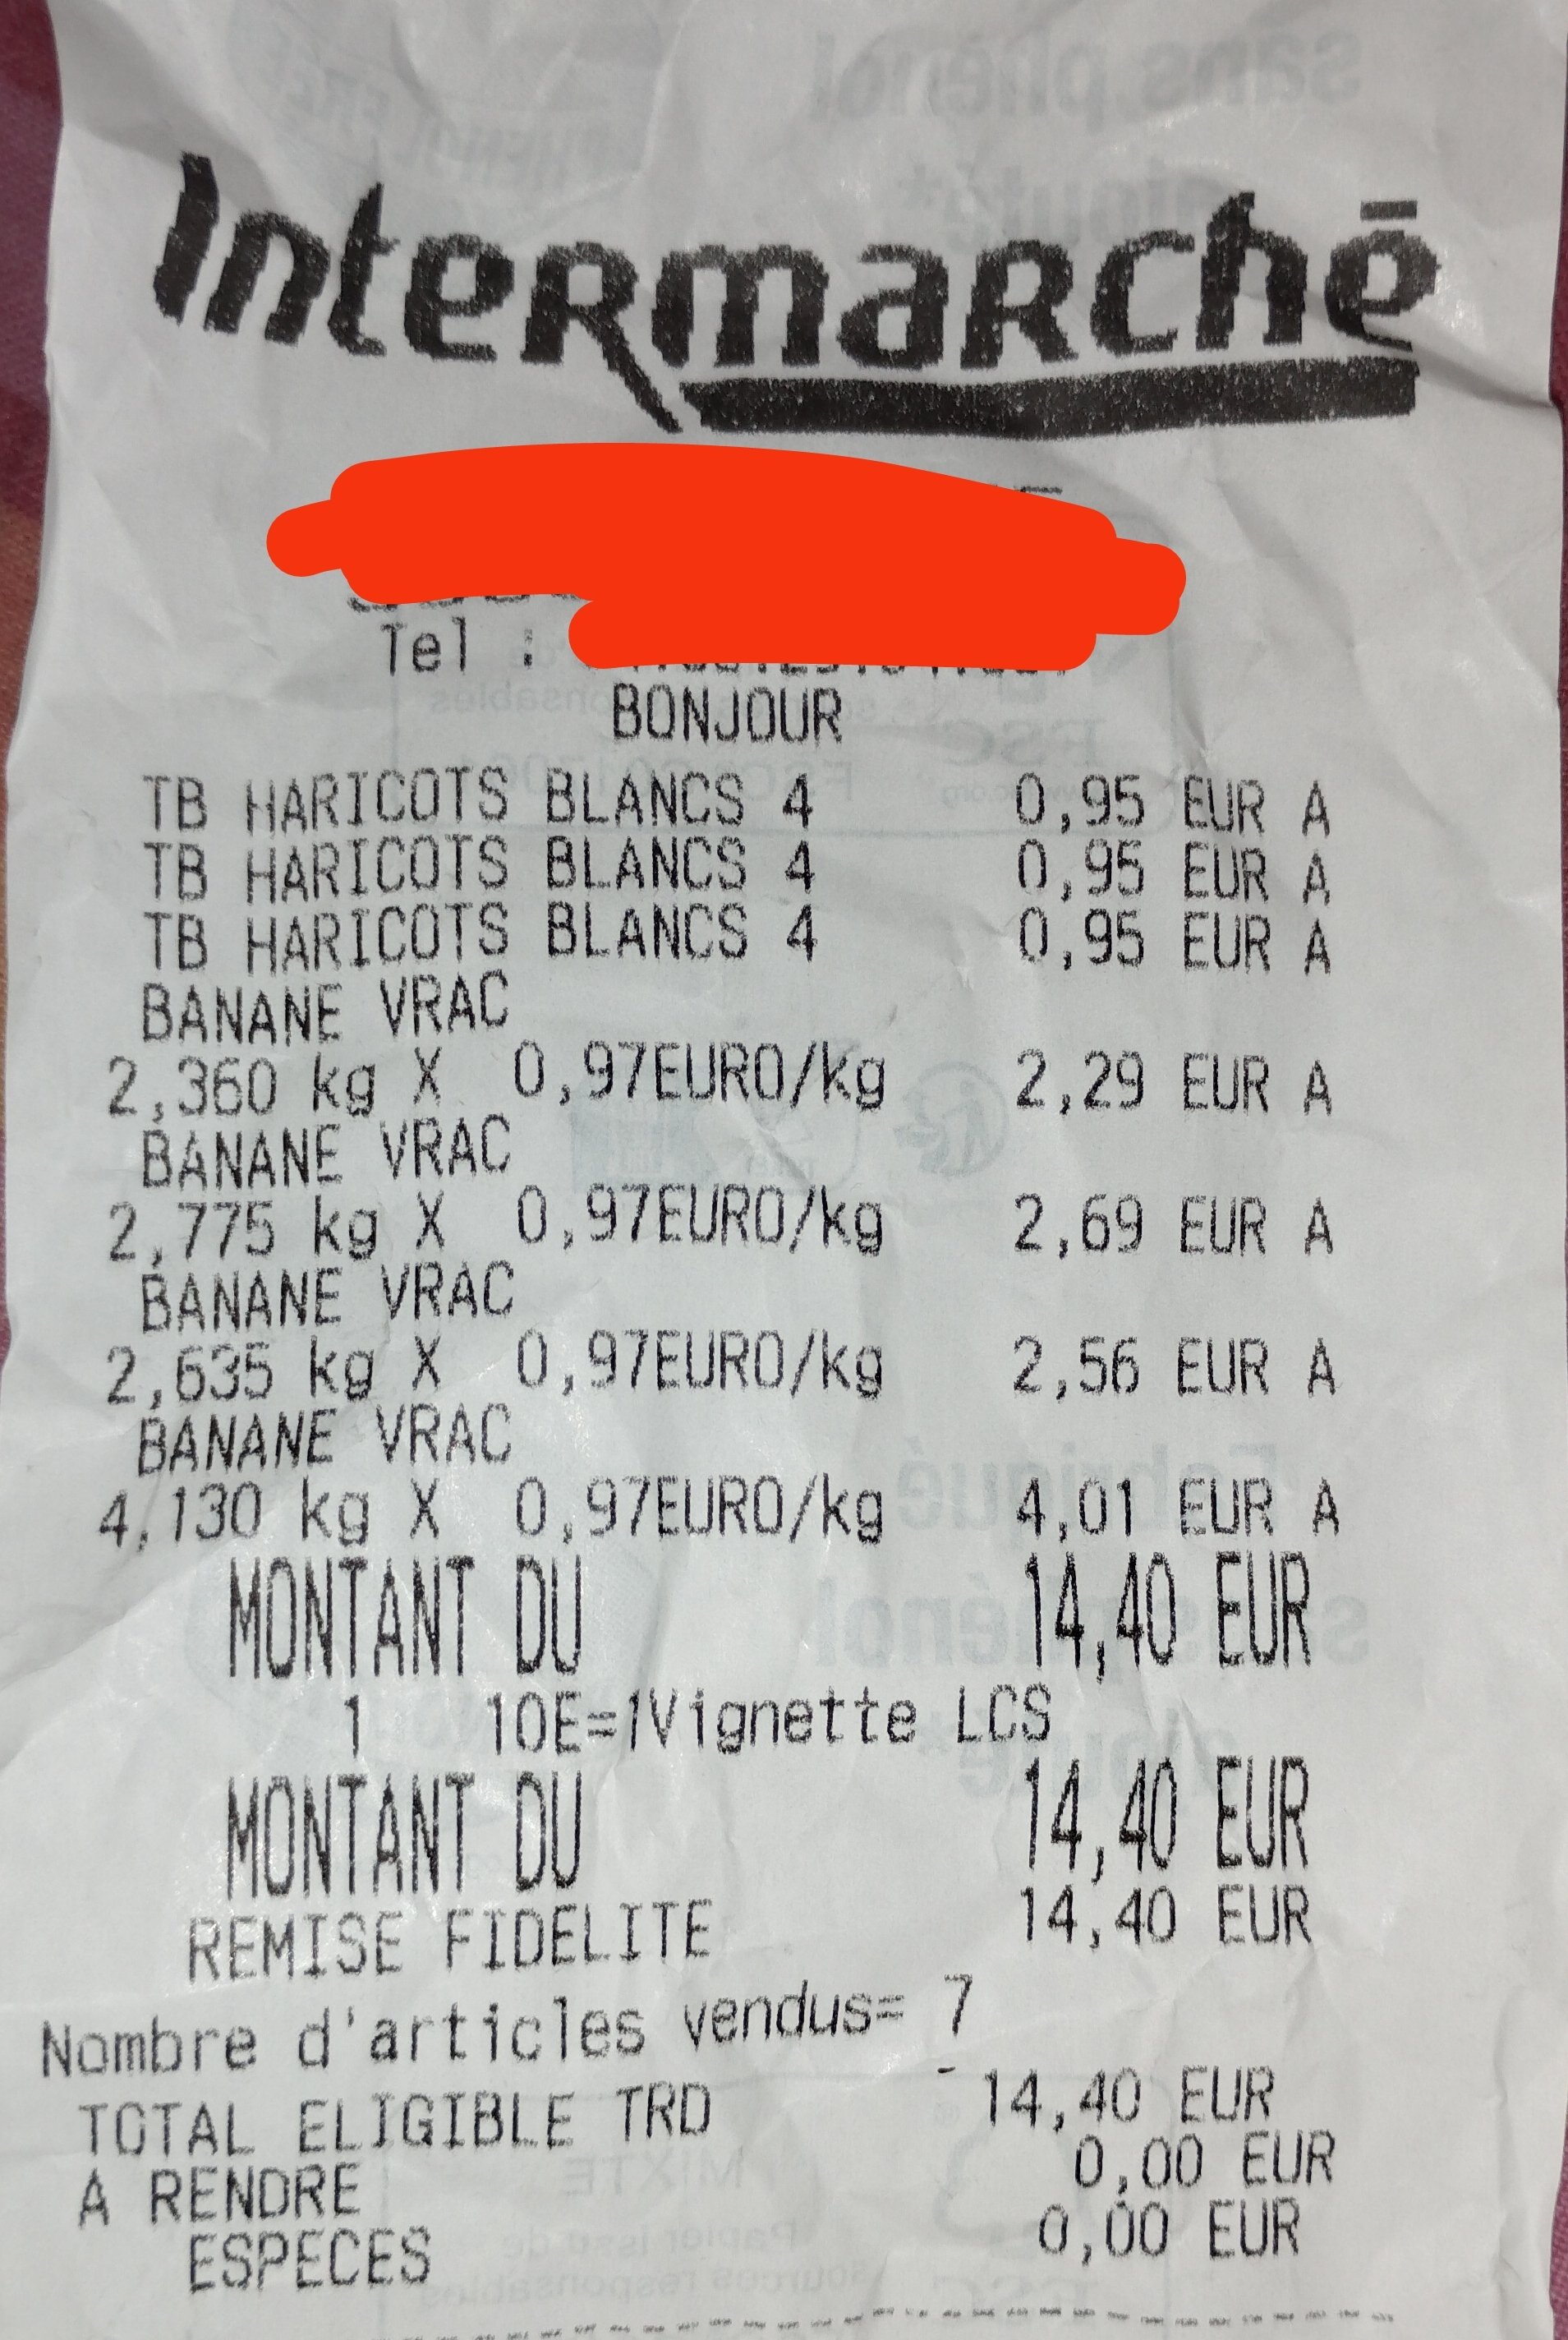 Intermarché
Tel :
BONJOUR
TB HARICOTS BLANCS 4 0,95 EUR A
TB HARICOTS BLANCS 4 0,95 EUR A
TB HARICOTS BLANCS 4 0,95 EUR A
BANANE VRAC
2,360 kg X 0,97EURO/kg 2,29 EUR A
BANANE VRAC
2,775 kg X 0,97EURO/kg 2,69 EUR A
BANANE VRAC
2,635 kg X 0,97EURO/kg 2,56 EUR A
BANANE VRAC
4,130 kg X 0,97EURO/kg 4,01 EUR A
MONTANT DU 14,40 EUR
1 10E=1Vignette LCS
MONTANT DU 14,40 EUR
REMISE FIDELITE 14,40 EUR
Nombre d'articles vendus= 7
TOTAL ELIGIBLE TRD 14,40 EUR
A RENDRE 0,00 EUR
ESPECES 0,00 EUR